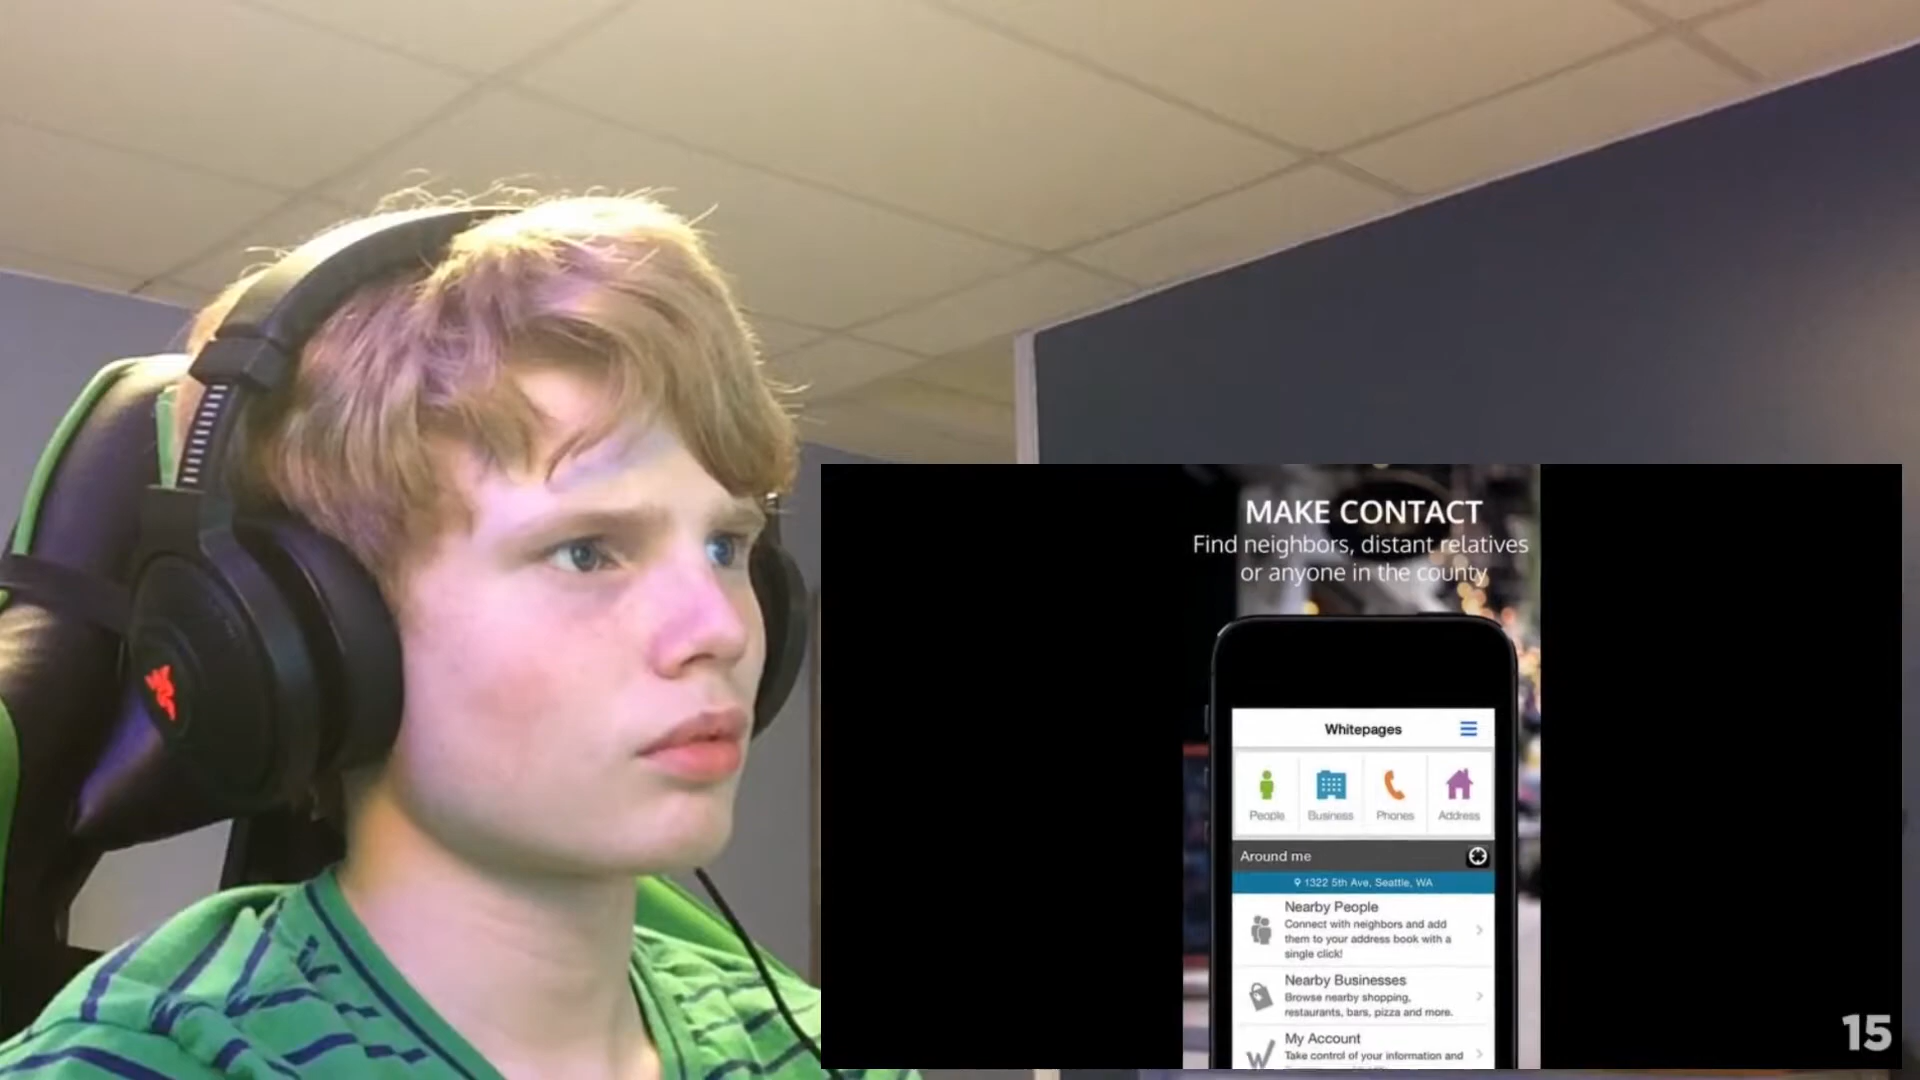 MAKE CONTACT
Find neighbors, distant relatives
or anyone in the county
Whitepages
People
Business
Phones
Address
Around me
1322 5th Ave, Seattle, WA
Nearby People
Connect with neighbors and add
them to your address book with a
single click!
Nearby Businesses
Browse nearby shopping,
restaurants, bars, pizza and more.
My Account
Take control of your information and
15